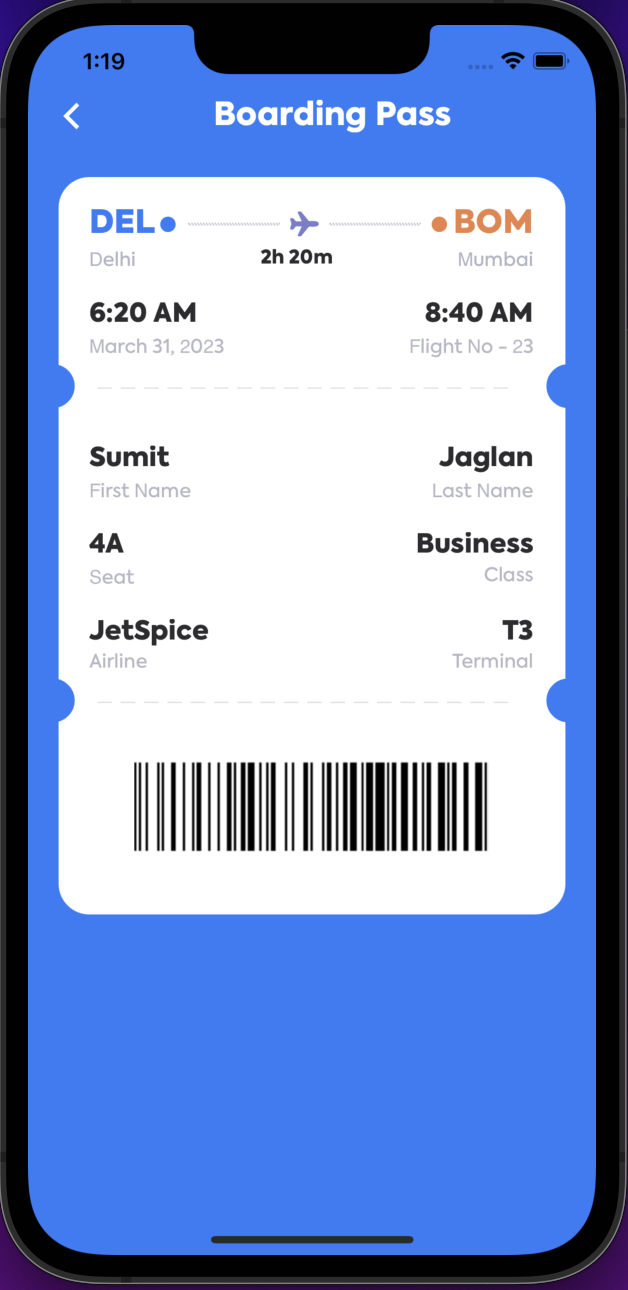 1:19
Boarding Pass
DEL BOM
Delhi 2h 20m Mumbai
6:20 AM 8:40 AM
March 31, 2023 Flight No - 23
Sumit Jaglan
First Name Last Name
4A Business
Seat Class
JetSpice T3
Airline Terminal